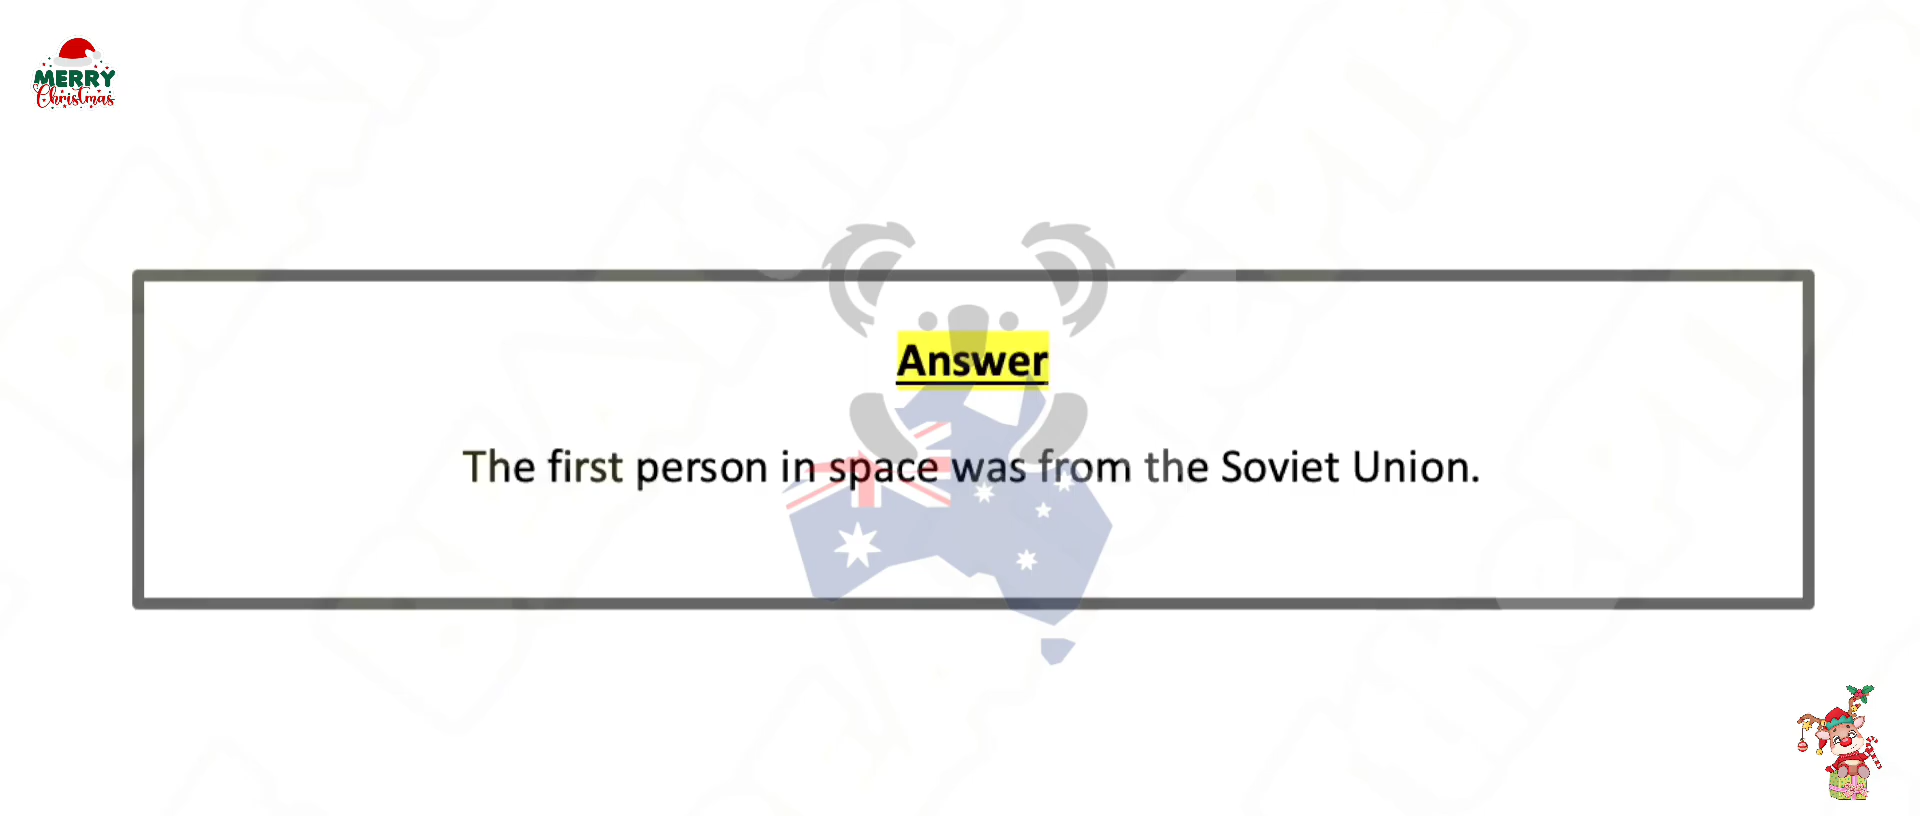 MERRY
Christmas
Answer
The first person in space was from the Soviet Union.